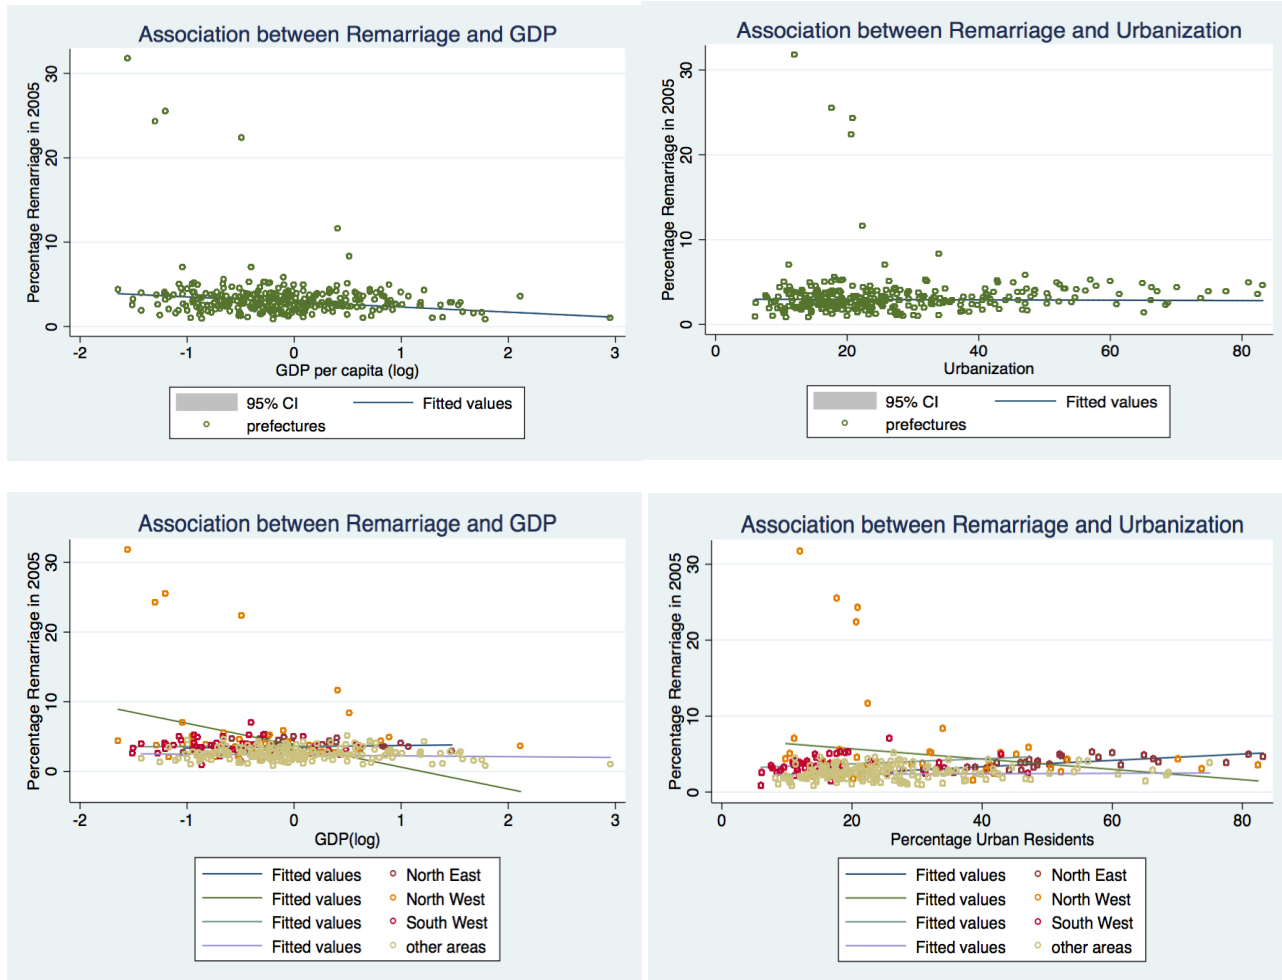 Association between Remarriage and GDP
Percentage Remarriage in 2005
30
20
10
0
-2 -1 0 1 2 3
GDP per capita (log)
95% CI Fitted values
prefectures
Association between Remarriage and Urbanization
Percentage Remarriage in 2005
30
20
10
0
0 20 40 60 80
Urbanization
95% CI Fitted values
prefectures
Association between Remarriage and GDP
Percentage Remarriage in 2005
30
20
10
0
-2 -1 0 1 2 3
GDP(log)
Fitted values North East
Fitted values North West
Fitted values South West
Fitted values other areas
Association between Remarriage and Urbanization
Percentage Remarriage in 2005
30
20
10
0
0 20 40 60 80
Percentage Urban Residents
Fitted values North East
Fitted values North West
Fitted values South West
Fitted values other areas